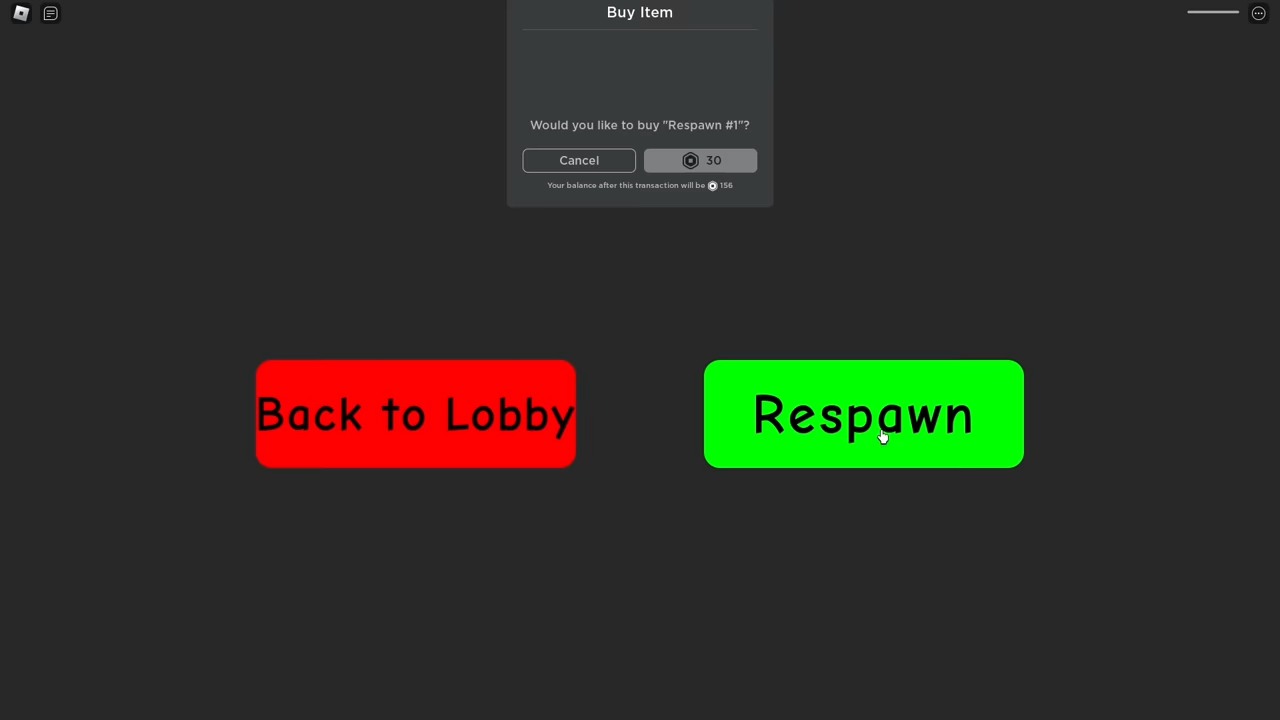 Buy Item
Would you like to buy "Respawn #1"?
Cancel
30
Your balance after this transaction will be 156
Back to Lobby
Respawn